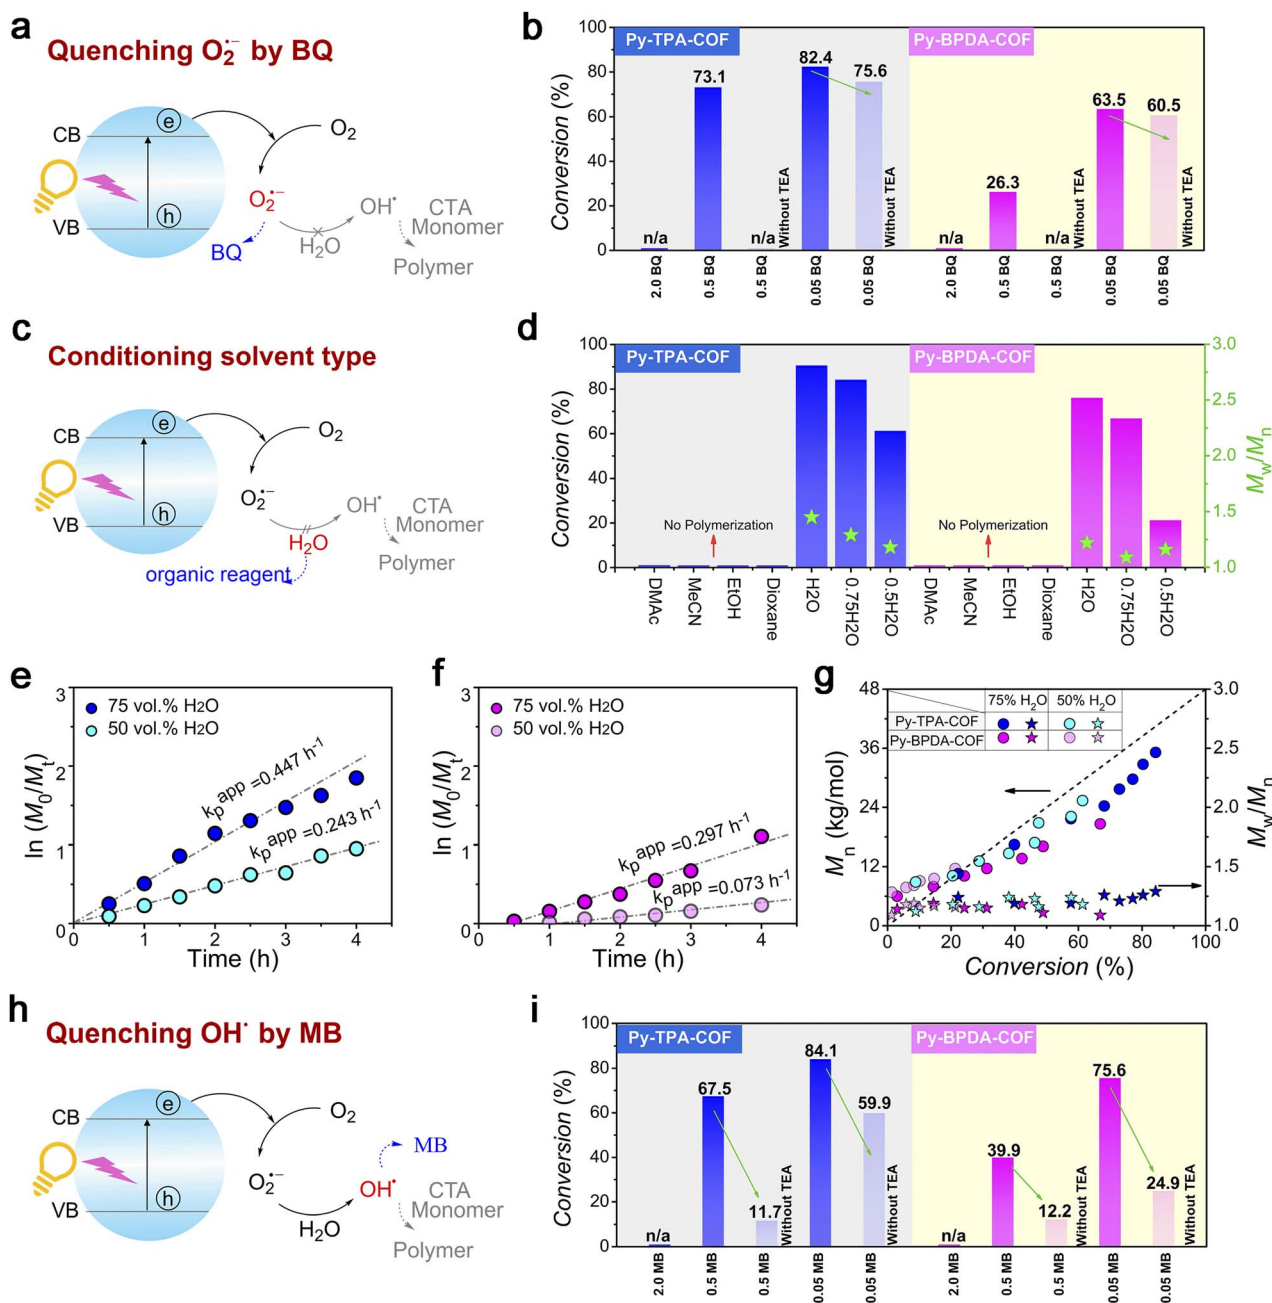 a
Quenching O₂•⁻ by BQ
CB
e
O₂
VB
h
O₂•⁻
BQ
H₂O
OH•
CTA
Monomer
Polymer
b
Conversion (%)
100
80
60
40
20
0
Py-TPA-COF
Py-BPDA-COF
n/a
73.1
n/a
Without TEA
82.4
75.6
Without TEA
n/a
26.3
n/a
Without TEA
63.5
60.5
Without TEA
2.0 BQ
0.5 BQ
0.5 BQ
0.05 BQ
0.05 BQ
2.0 BQ
0.5 BQ
0.5 BQ
0.05 BQ
0.05 BQ
c
Conditioning solvent type
CB
e
O₂
VB
h
O₂•⁻
H₂O
organic reagent
OH•
CTA
Monomer
Polymer
d
Conversion (%)
100
80
60
40
20
0
Py-TPA-COF
Py-BPDA-COF
No Polymerization
No Polymerization
3.0
2.5
2.0
1.5
1.0
Mw/Mn
DMAc
MeCN
EtOH
Dioxane
H2O
0.75H2O
0.5H2O
DMAc
MeCN
EtOH
Dioxane
H2O
0.75H2O
0.5H2O
e
ln (M₀/Mt)
3
2
1
0
75 vol.% H2O
50 vol.% H2O
kp^app =0.447 h⁻¹
kp^app =0.243 h⁻¹
0
1
2
3
4
Time (h)
f
ln (M₀/Mt)
3
2
1
0
75 vol.% H2O
50 vol.% H2O
kp^app =0.297 h⁻¹
kp^app =0.073 h⁻¹
0
1
2
3
4
Time (h)
g
Mn (kg/mol)
48
36
24
12
0
75% H₂O
50% H₂O
Py-TPA-COF
Py-BPDA-COF
3.0
2.5
2.0
1.5
1.0
Mw/Mn
0
20
40
60
80
100
Conversion (%)
h
Quenching OH• by MB
CB
e
O₂
VB
h
O₂•⁻
H₂O
MB
OH•
CTA
Monomer
Polymer
i
Conversion (%)
100
80
60
40
20
0
Py-TPA-COF
Py-BPDA-COF
n/a
67.5
11.7
Without TEA
84.1
59.9
Without TEA
n/a
39.9
12.2
Without TEA
75.6
24.9
Without TEA
2.0 MB
0.5 MB
0.5 MB
0.05 MB
0.05 MB
2.0 MB
0.5 MB
0.5 MB
0.05 MB
0.05 MB